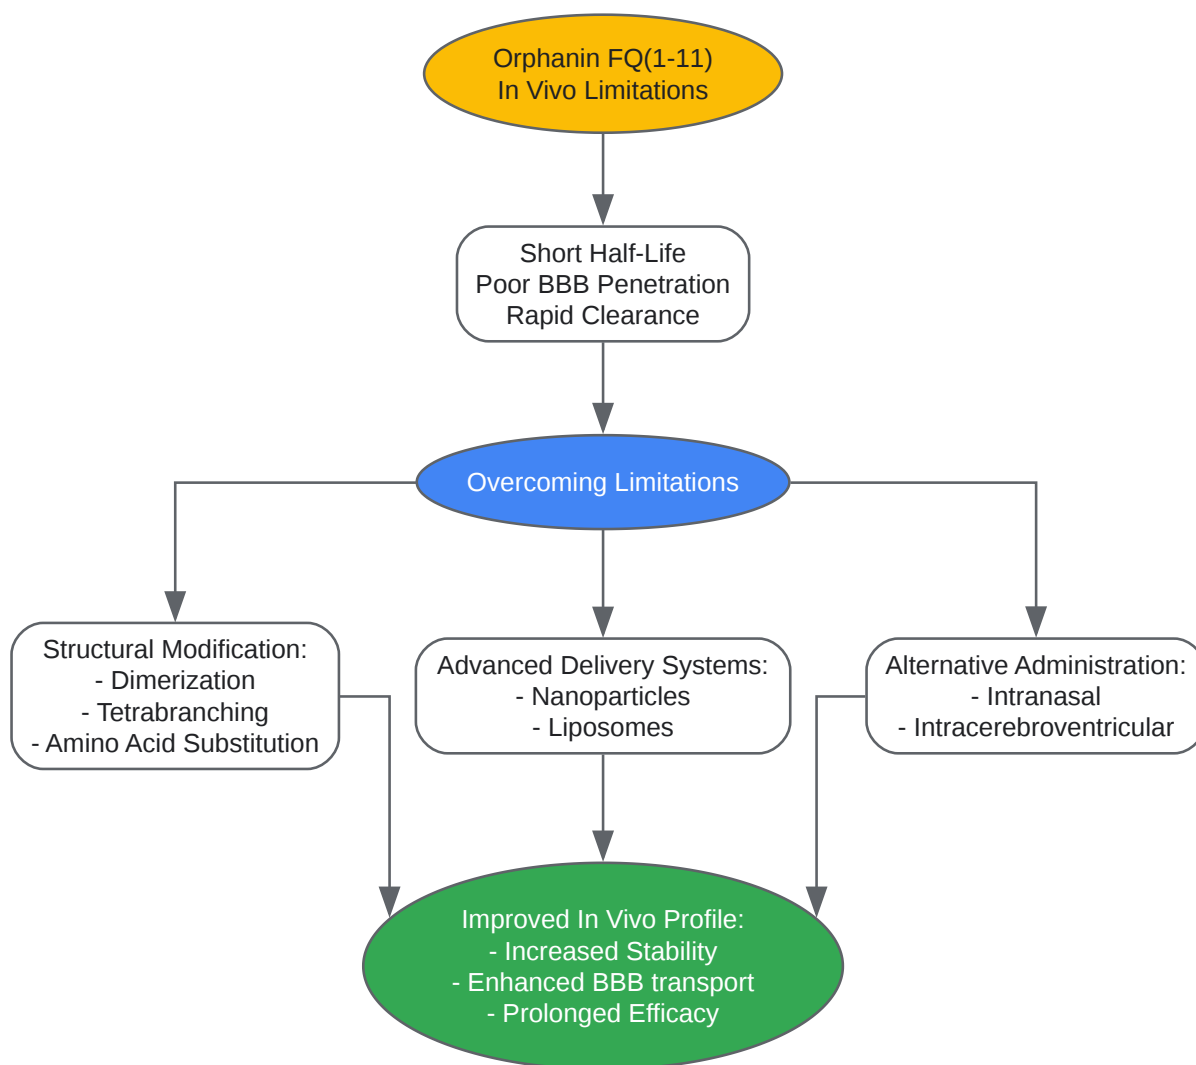 Orphanin FQ(1-11)
In Vivo Limitations
Short Half-Life
Poor BBB Penetration
Rapid Clearance
Overcoming Limitations
Structural Modification:
- Dimerization
- Tetrabranching
- Amino Acid Substitution
Advanced Delivery Systems:
- Nanoparticles
- Liposomes
Alternative Administration:
- Intranasal
- Intracerebroventricular
Improved In Vivo Profile:
- Increased Stability
- Enhanced BBB transport
- Prolonged Efficacy